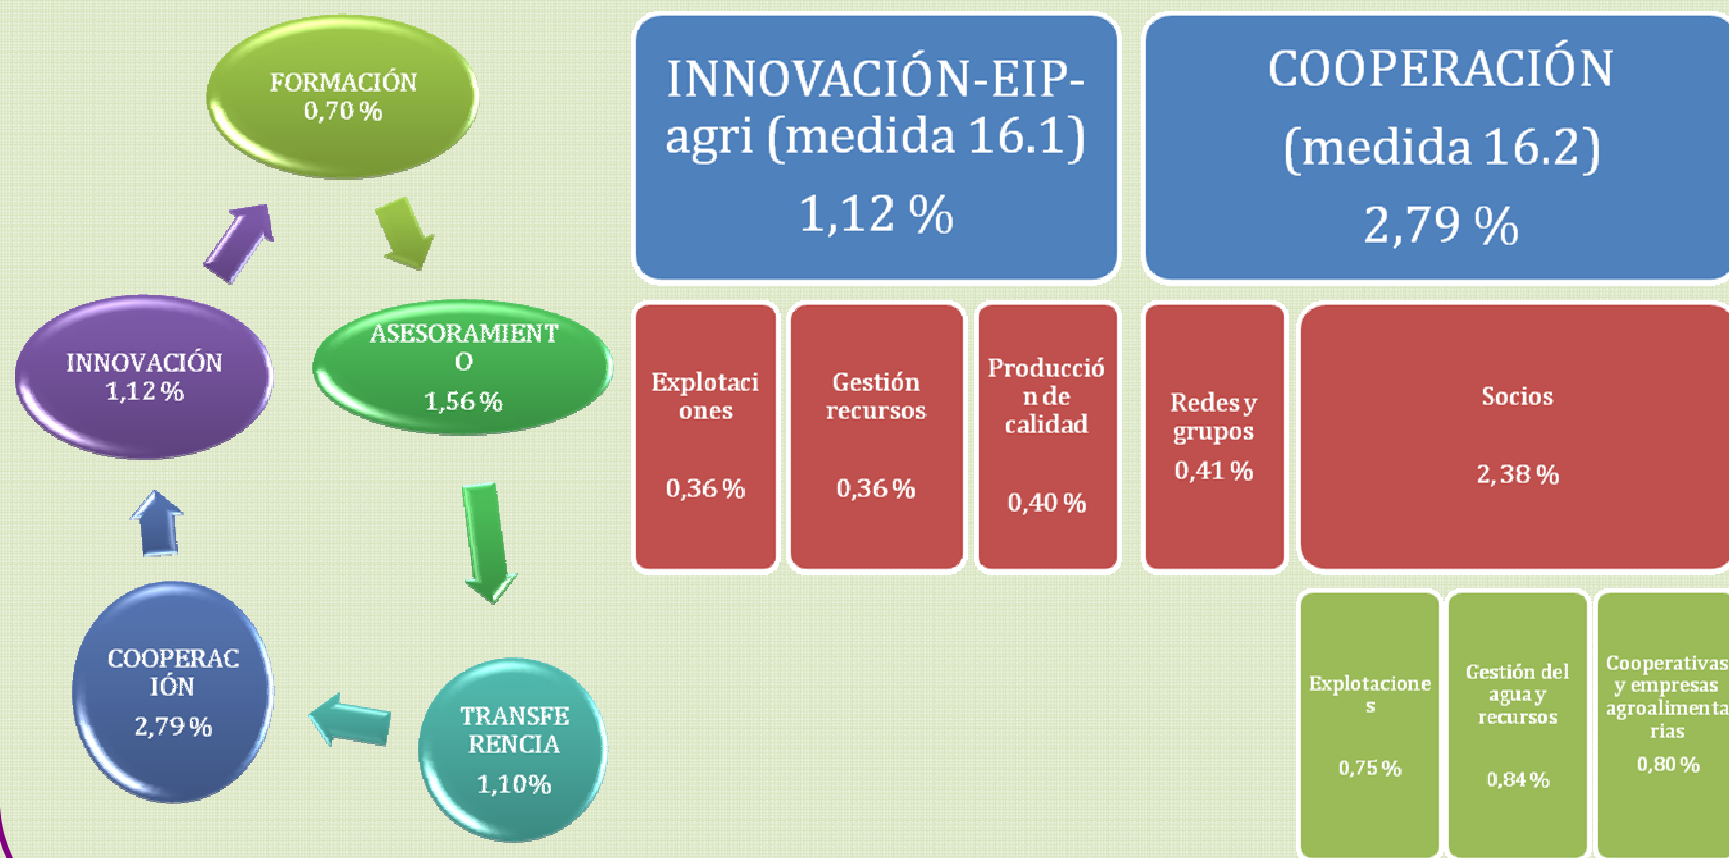 FORMACIÓN
0,70 %
ASESORAMIENT
O
1,56 %
TRANSFE
RENCIA
1,10%
COOPERAC
IÓN
2,79 %
INNOVACIÓN
1,12 %
INNOVACIÓN-EIP-
agri (medida 16.1)
1,12 %
Explotaci
ones
0,36 %
Gestión
recursos
0,36 %
Producció
n de
calidad
0,40 %
COOPERACIÓN
(medida 16.2)
2,79 %
Redes y
grupos
0,41 %
Socios
2,38 %
Explotacione
s
0,75 %
Gestión del
agua y
recursos
0,84 %
Cooperativas
y empresas
agroalimenta
rias
0,80 %